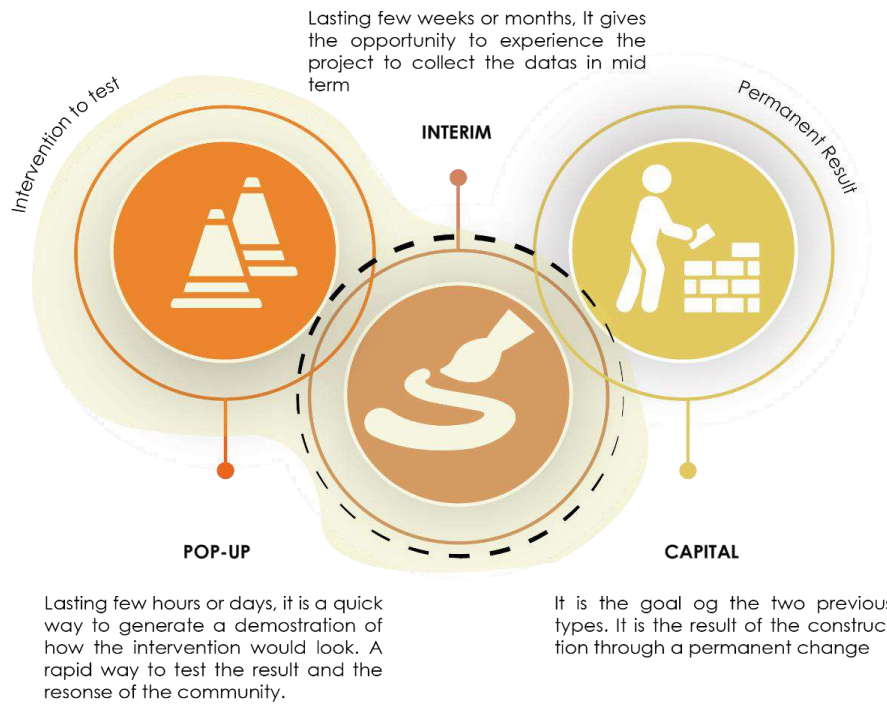 Lasting few weeks or months, It gives
the opportunity to experience the
project to collect the datas in mid
term
Intervention to test
INTERIM
Permanent Result
POP-UP
Lasting few hours or days, it is a quick
way to generate a demostration of
how the intervention would look. A
rapid way to test the result and the
resonse of the community.
CAPITAL
It is the goal og the two previous
types. It is the result of the construc-
tion through a permanent change